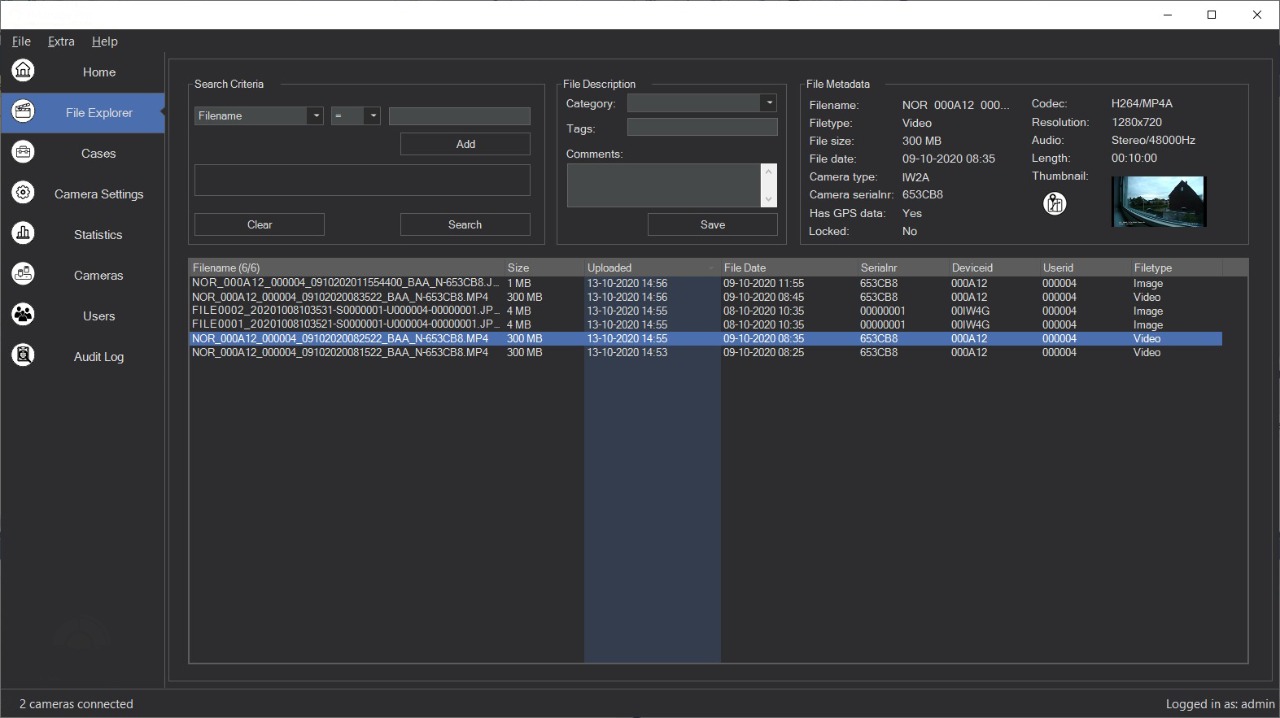 File Extra Help
Home
File Explorer
Cases
Camera Settings
Statistics
Cameras
Users
Audit Log
Search Criteria
Filename =
Add
Clear Search
File Description
Category:
Tags:
Comments:
Save
File Metadata
Filename: NOR_000A12_000...
Filetype: Video
File size: 300 MB
File date: 09-10-2020 08:35
Camera type: IW2A
Camera serialnr: 653CB8
Has GPS data: Yes
Locked: No
Codec: H264/MP4A
Resolution: 1280x720
Audio: Stereo/48000Hz
Length: 00:10:00
Thumbnail:
Filename (6/6) Size Uploaded File Date Serialnr Deviceid Userid Filetype
NOR_000A12_000004_0910202011554400_BAA_N-653CB8.J... 1 MB 13-10-2020 14:56 09-10-2020 11:55 653CB8 000A12 000004 Image
NOR_000A12_000004_09102020083522_BAA_N-653CB8.MP4 300 MB 13-10-2020 14:56 09-10-2020 08:45 653CB8 000A12 000004 Video
FILE0002_20201008103531-S0000001-U000004-00000001.JP... 4 MB 13-10-2020 14:55 08-10-2020 10:35 00000001 00IW4G 000004 Image
FILE0001_20201008103521-S0000001-U000004-00000001.JP... 4 MB 13-10-2020 14:55 08-10-2020 10:35 00000001 00IW4G 000004 Image
NOR_000A12_000004_09102020082522_BAA_N-653CB8.MP4 300 MB 13-10-2020 14:55 09-10-2020 08:35 653CB8 000A12 000004 Video
NOR_000A12_000004_09102020081522_BAA_N-653CB8.MP4 300 MB 13-10-2020 14:53 09-10-2020 08:25 653CB8 000A12 000004 Video
2 cameras connected
Logged in as: admin